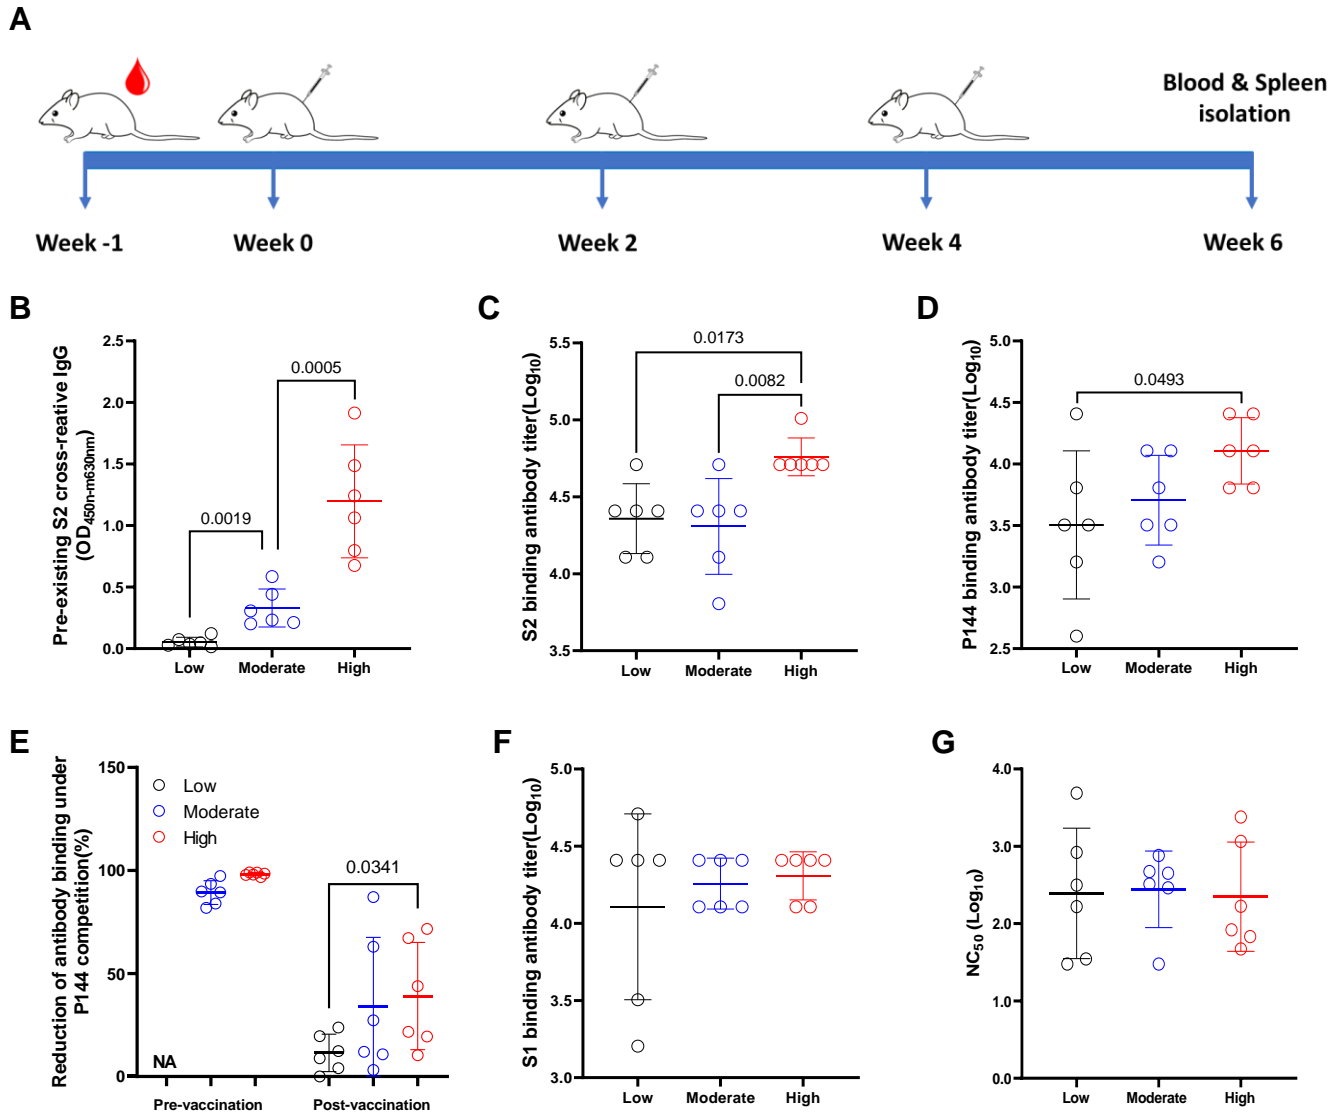 A
Blood & Spleen
isolation
Week -1
Week 0
Week 2
Week 4
Week 6
B
Pre-existing S2 cross-reative IgG
(OD450n-m630nm)
2.5
2.0
1.5
1.0
0.5
0.0
0.0019
0.0005
Low
Moderate
High
C
S2 binding antibody titer(Log10)
5.5
5.0
4.5
4.0
3.5
0.0173
0.0082
Low
Moderate
High
D
P144 binding antibody titer(Log10)
5.0
4.5
4.0
3.5
3.0
2.5
0.0493
Low
Moderate
High
E
Reduction of antibody binding under
P144 competition(%)
150
100
50
0
Low
Moderate
High
0.0341
NA
Pre-vaccination
Post-vaccination
F
S1 binding antibody titer(Log10)
5.0
4.5
4.0
3.5
3.0
Low
Moderate
High
G
NC50 (Log10)
4.0
3.0
2.0
1.0
0.0
Low
Moderate
High